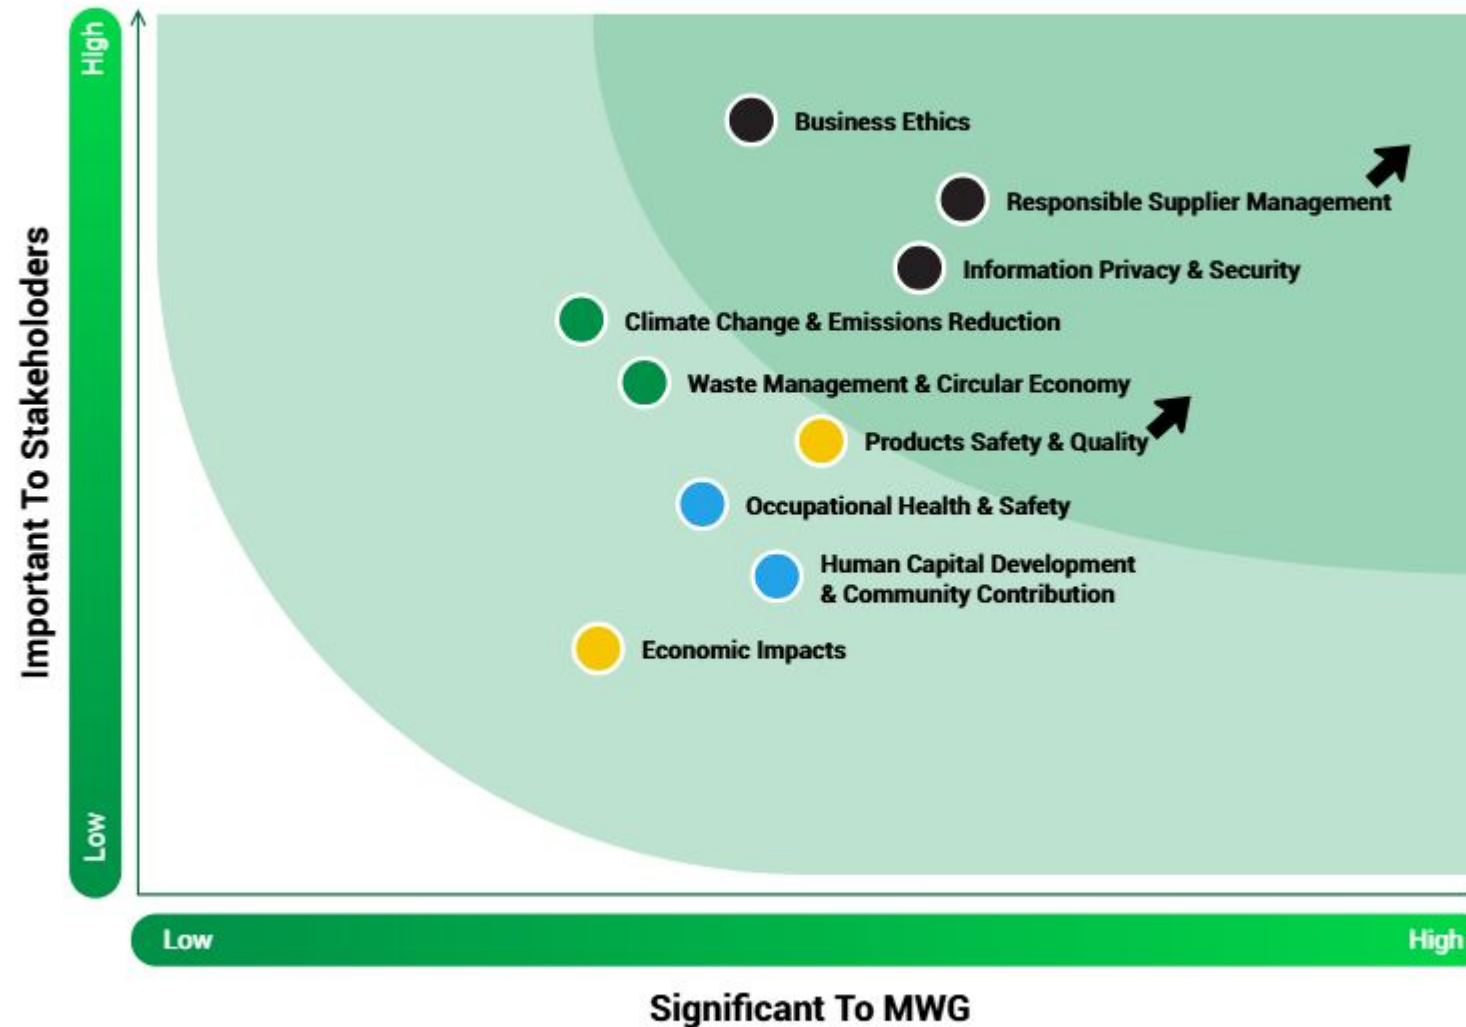 High
Business Ethics
Responsible Supplier Management
Information Privacy & Security
Climate Change & Emissions Reduction
Waste Management & Circular Economy
Products Safety & Quality
Occupational Health & Safety
Human Capital Development
& Community Contribution
Economic Impacts
Important To Stakeholoders
Low
Low
High
Significant To MWG